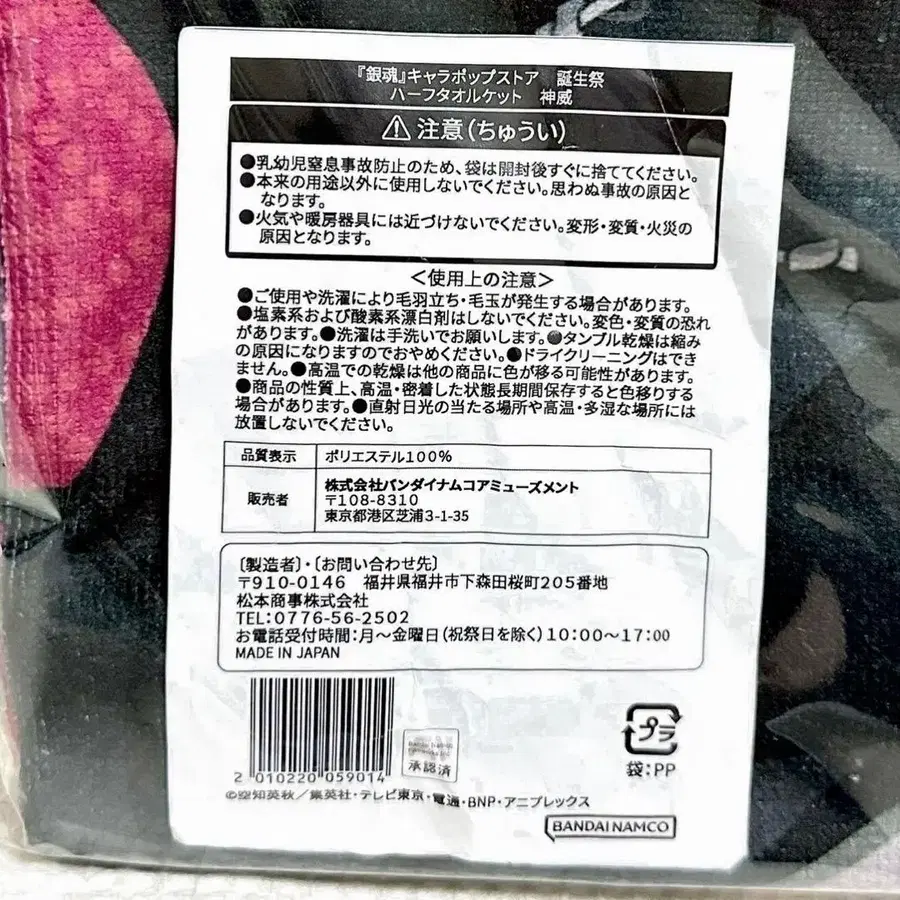 『銀魂』キャラポップストア　誕生祭
ハーフタオルケット　神威
⚠注意(ちゅうい)
●乳幼児窒息事故防止のため、袋は開封後すぐに捨ててください。
●本来の用途以外に使用しないでください。思わぬ事故の原因と
なります。
●火気や暖房器具には近づけないでください。変形・変質・火災の
原因となります。
＜使用上の注意＞
●ご使用や洗濯により毛羽立ち・毛玉が発生する場合があります。
●塩素系および酸素系漂白剤はしないでください。変色・変質の恐れ
があります。●洗濯は手洗いでお願いします。●タンブル乾燥は縮み
の原因になりますのでおやめください。●ドライクリーニングはでき
ません。●高温での乾燥は他の商品に色が移る可能性があります。
●商品の性質上、高温・密着した状態長期間保存すると色移りする
場合があります。●直射日光の当たる場所や高温・多湿な場所には
放置しないでください。
品質表示　ポリエステル100%
販売者　株式会社バンダイナムコアミューズメント
〒108-8310
東京都港区芝浦3-1-35
〔製造者〕・〔お問い合わせ先〕
〒910-0146　福井県福井市下森田桜町205番地
松本商事株式会社
TEL:0776-56-2502
お電話受付時間:月～金曜日(祝祭日を除く)10:00～17:00
MADE IN JAPAN
2 010220 059014
承認済
プラ
袋:PP
©空知英秋/集英社・テレビ東京・電通・BNP・アニプレックス
BANDAI NAMCO